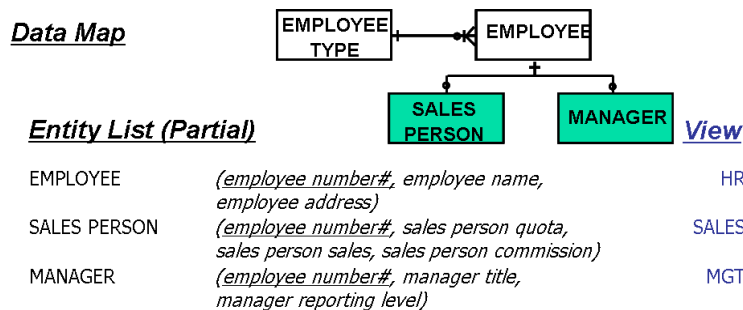 Data Map
EMPLOYEE
TYPE
EMPLOYEE
SALES
PERSON
MANAGER
Entity List (Partial)
View
EMPLOYEE (employee number#, employee name,
employee address) HR
SALES PERSON (employee number#, sales person quota,
sales person sales, sales person commission) SALES
MANAGER (employee number#, manager title,
manager reporting level) MGT